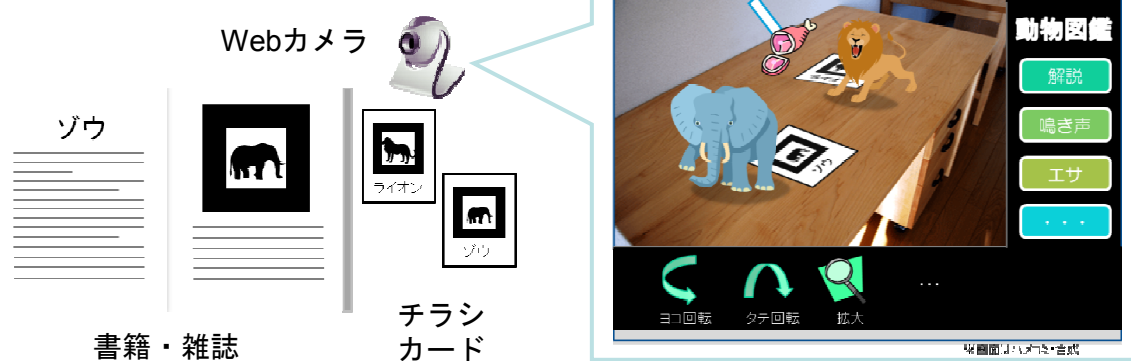 Webカメラ
ゾウ
ライオン
ゾウ
書籍・雑誌
チラシ
カード
動物図鑑
解説
鳴き声
エサ
・・・
ゾウ
ヨコ回転
タテ回転
拡大
...